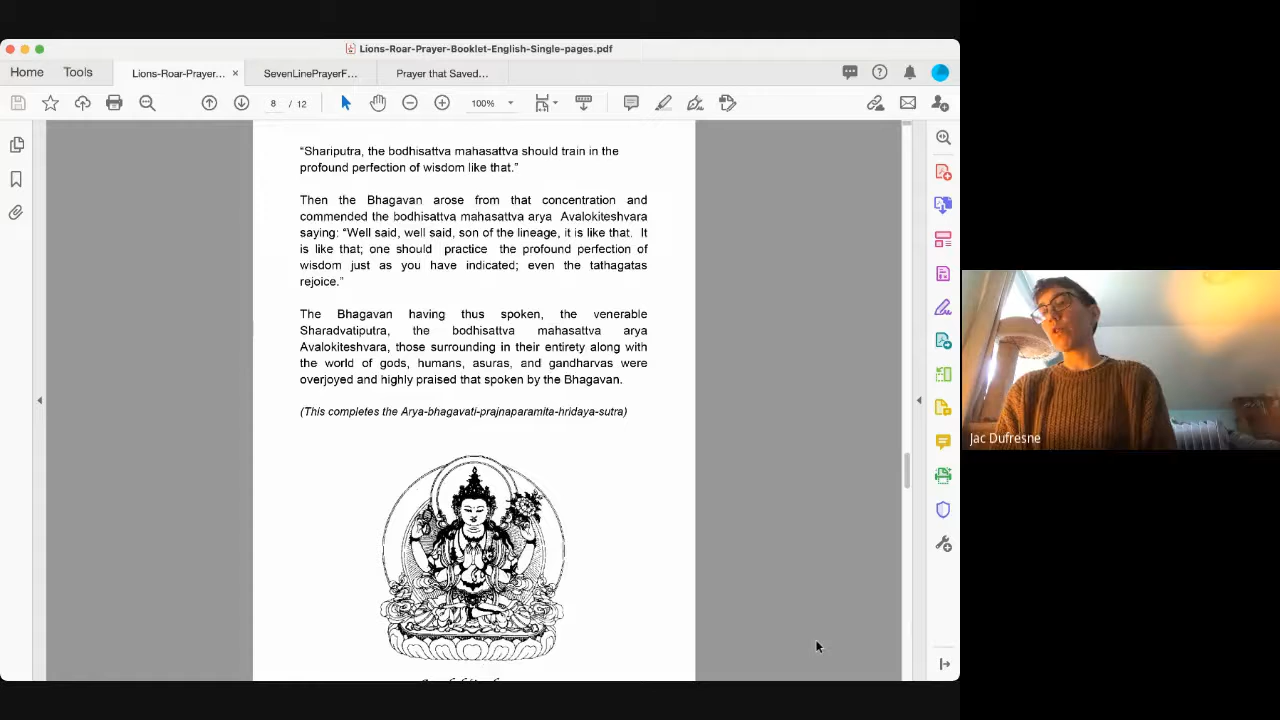 Lions-Roar-Prayer-Booklet-English-Single-pages.pdf
Home
Tools
Lions-Roar-Prayer...
×
SevenLinePrayerF...
Prayer that Saved...
8 / 12
100%
“Shariputra, the bodhisattva mahasattva should train in the
profound perfection of wisdom like that.”
Then the Bhagavan arose from that concentration and
commended the bodhisattva mahasattva arya Avalokiteshvara
saying: “Well said, well said, son of the lineage, it is like that. It
is like that; one should practice the profound perfection of
wisdom just as you have indicated; even the tathagatas
rejoice.”
The Bhagavan having thus spoken, the venerable
Sharadvatiputra, the bodhisattva mahasattva arya
Avalokiteshvara, those surrounding in their entirety along with
the world of gods, humans, asuras, and gandharvas were
overjoyed and highly praised that spoken by the Bhagavan.
(This completes the Arya-bhagavati-prajnaparamita-hridaya-sutra)
Jac Dufresne